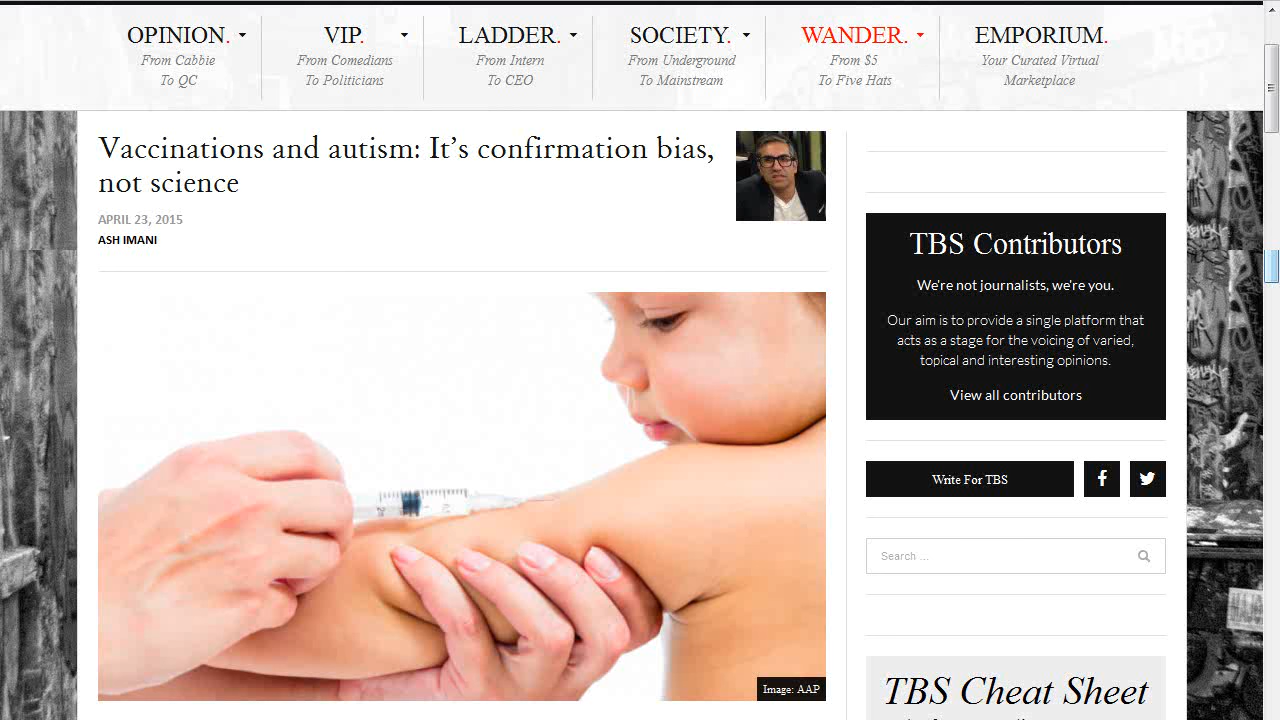 OPINION.
From Cabbie
To QC
VIP.
From Comedians
To Politicians
LADDER.
From Intern
To CEO
SOCIETY.
From Underground
To Mainstream
WANDER.
From $5
To Five Hats
EMPORIUM.
Your Curated Virtual
Marketplace
Vaccinations and autism: It’s confirmation bias,
not science
APRIL 23, 2015
ASH IMANI
Image: AAP
TBS Contributors
We're not journalists, we're you.
Our aim is to provide a single platform that
acts as a stage for the voicing of varied,
topical and interesting opinions.
View all contributors
Write For TBS
Search ...
TBS Cheat Sheet